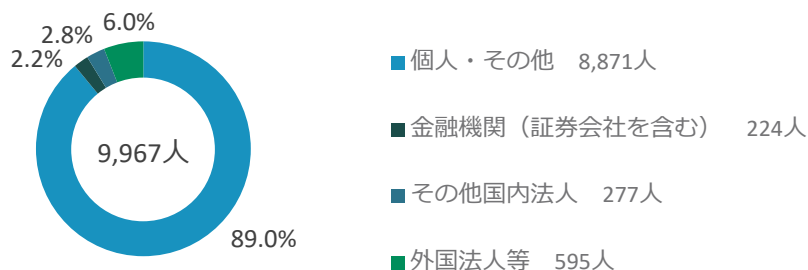 6.0%
2.8%
2.2%
9,967人
89.0%
個人・その他 8,871人
金融機関（証券会社を含む） 224人
その他国内法人 277人
外国法人等 595人